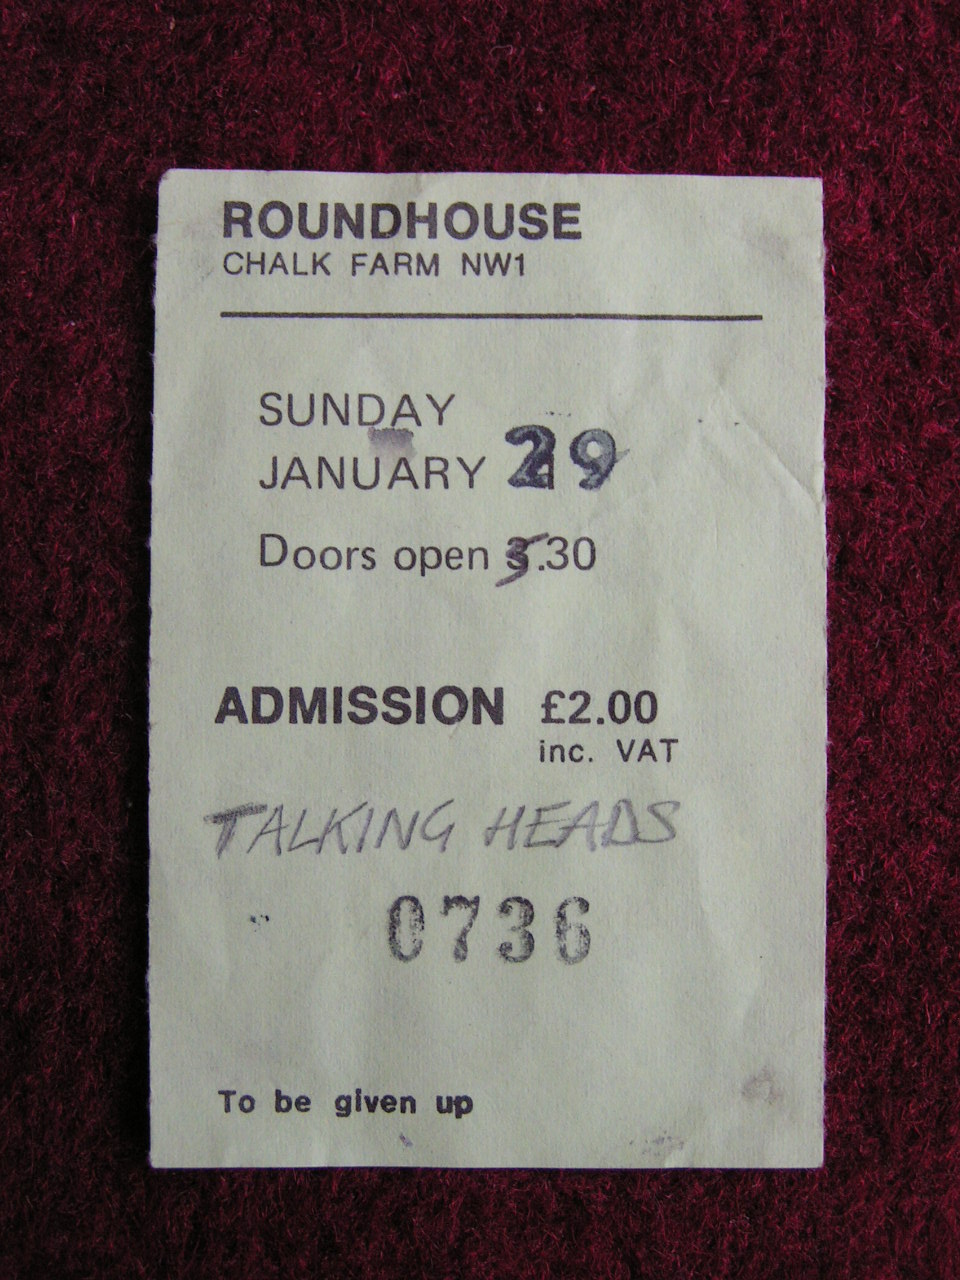 ROUNDHOUSE
CHALK FARM NW1
SUNDAY
JANUARY 29
Doors open 5.30
ADMISSION £2.00
inc. VAT
TALKING HEADS
0736
To be given up